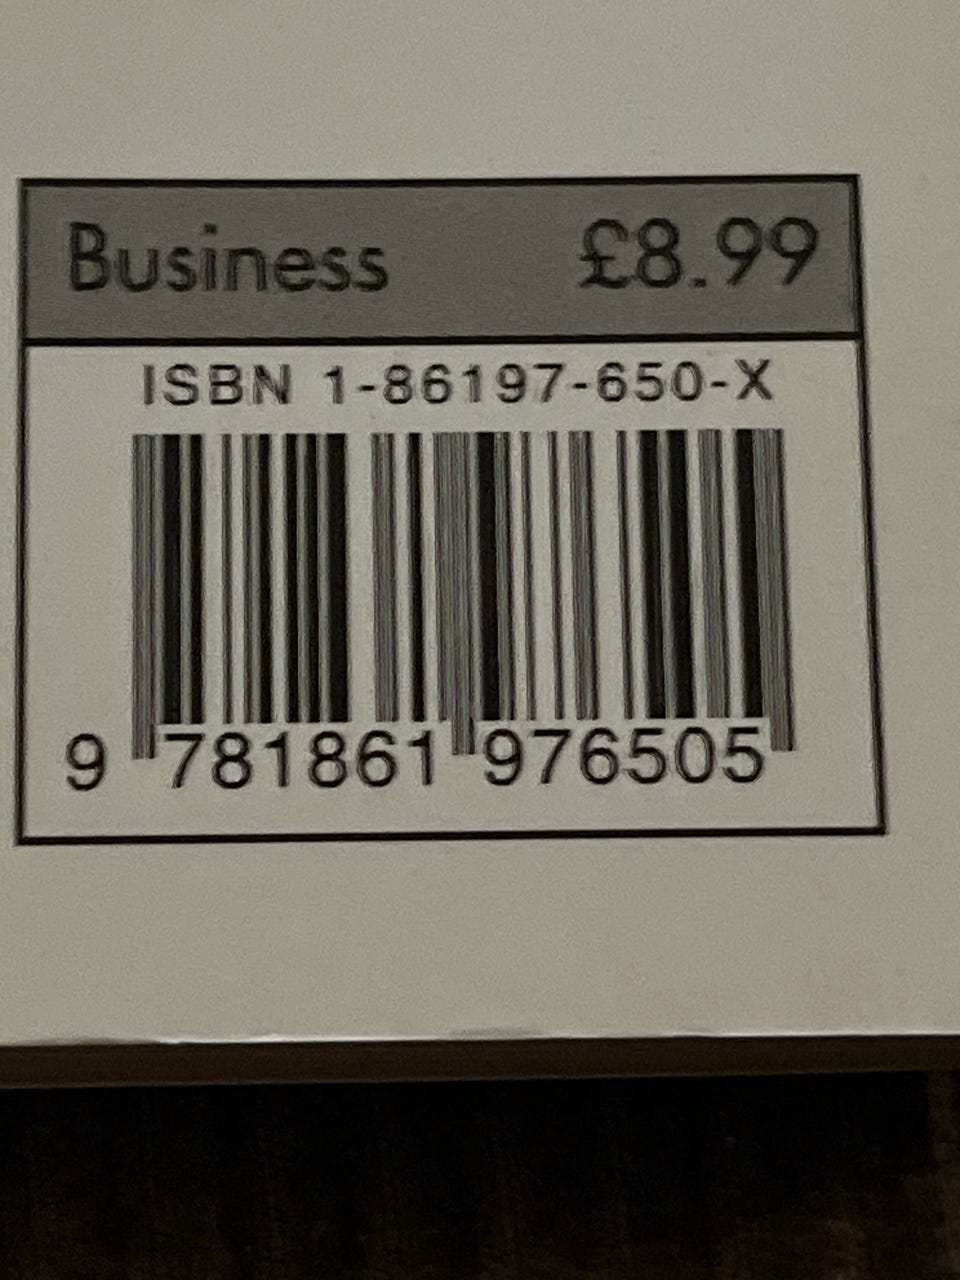 Business £8.99
ISBN 1-86197-650-X
9 781861 976505